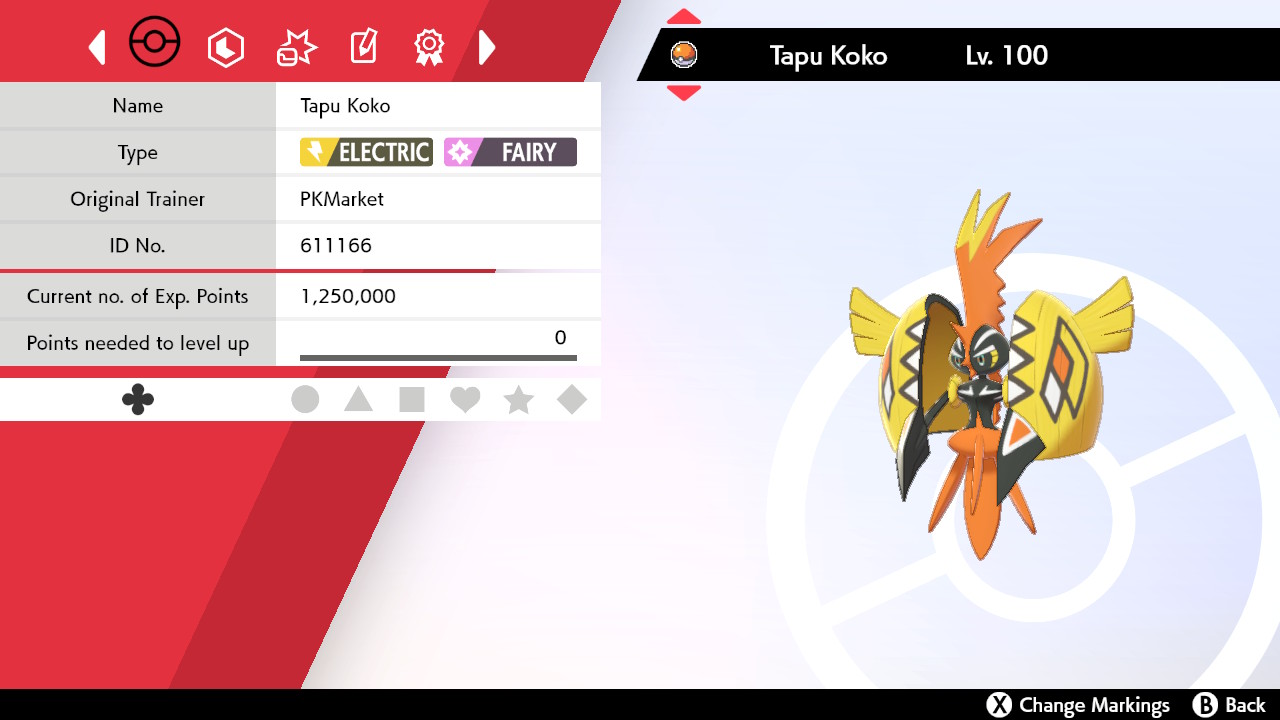 Tapu Koko Lv. 100
Name Tapu Koko
Type ELECTRIC FAIRY
Original Trainer PKMarket
ID No. 611166
Current no. of Exp. Points 1,250,000
Points needed to level up 0
X Change Markings B Back